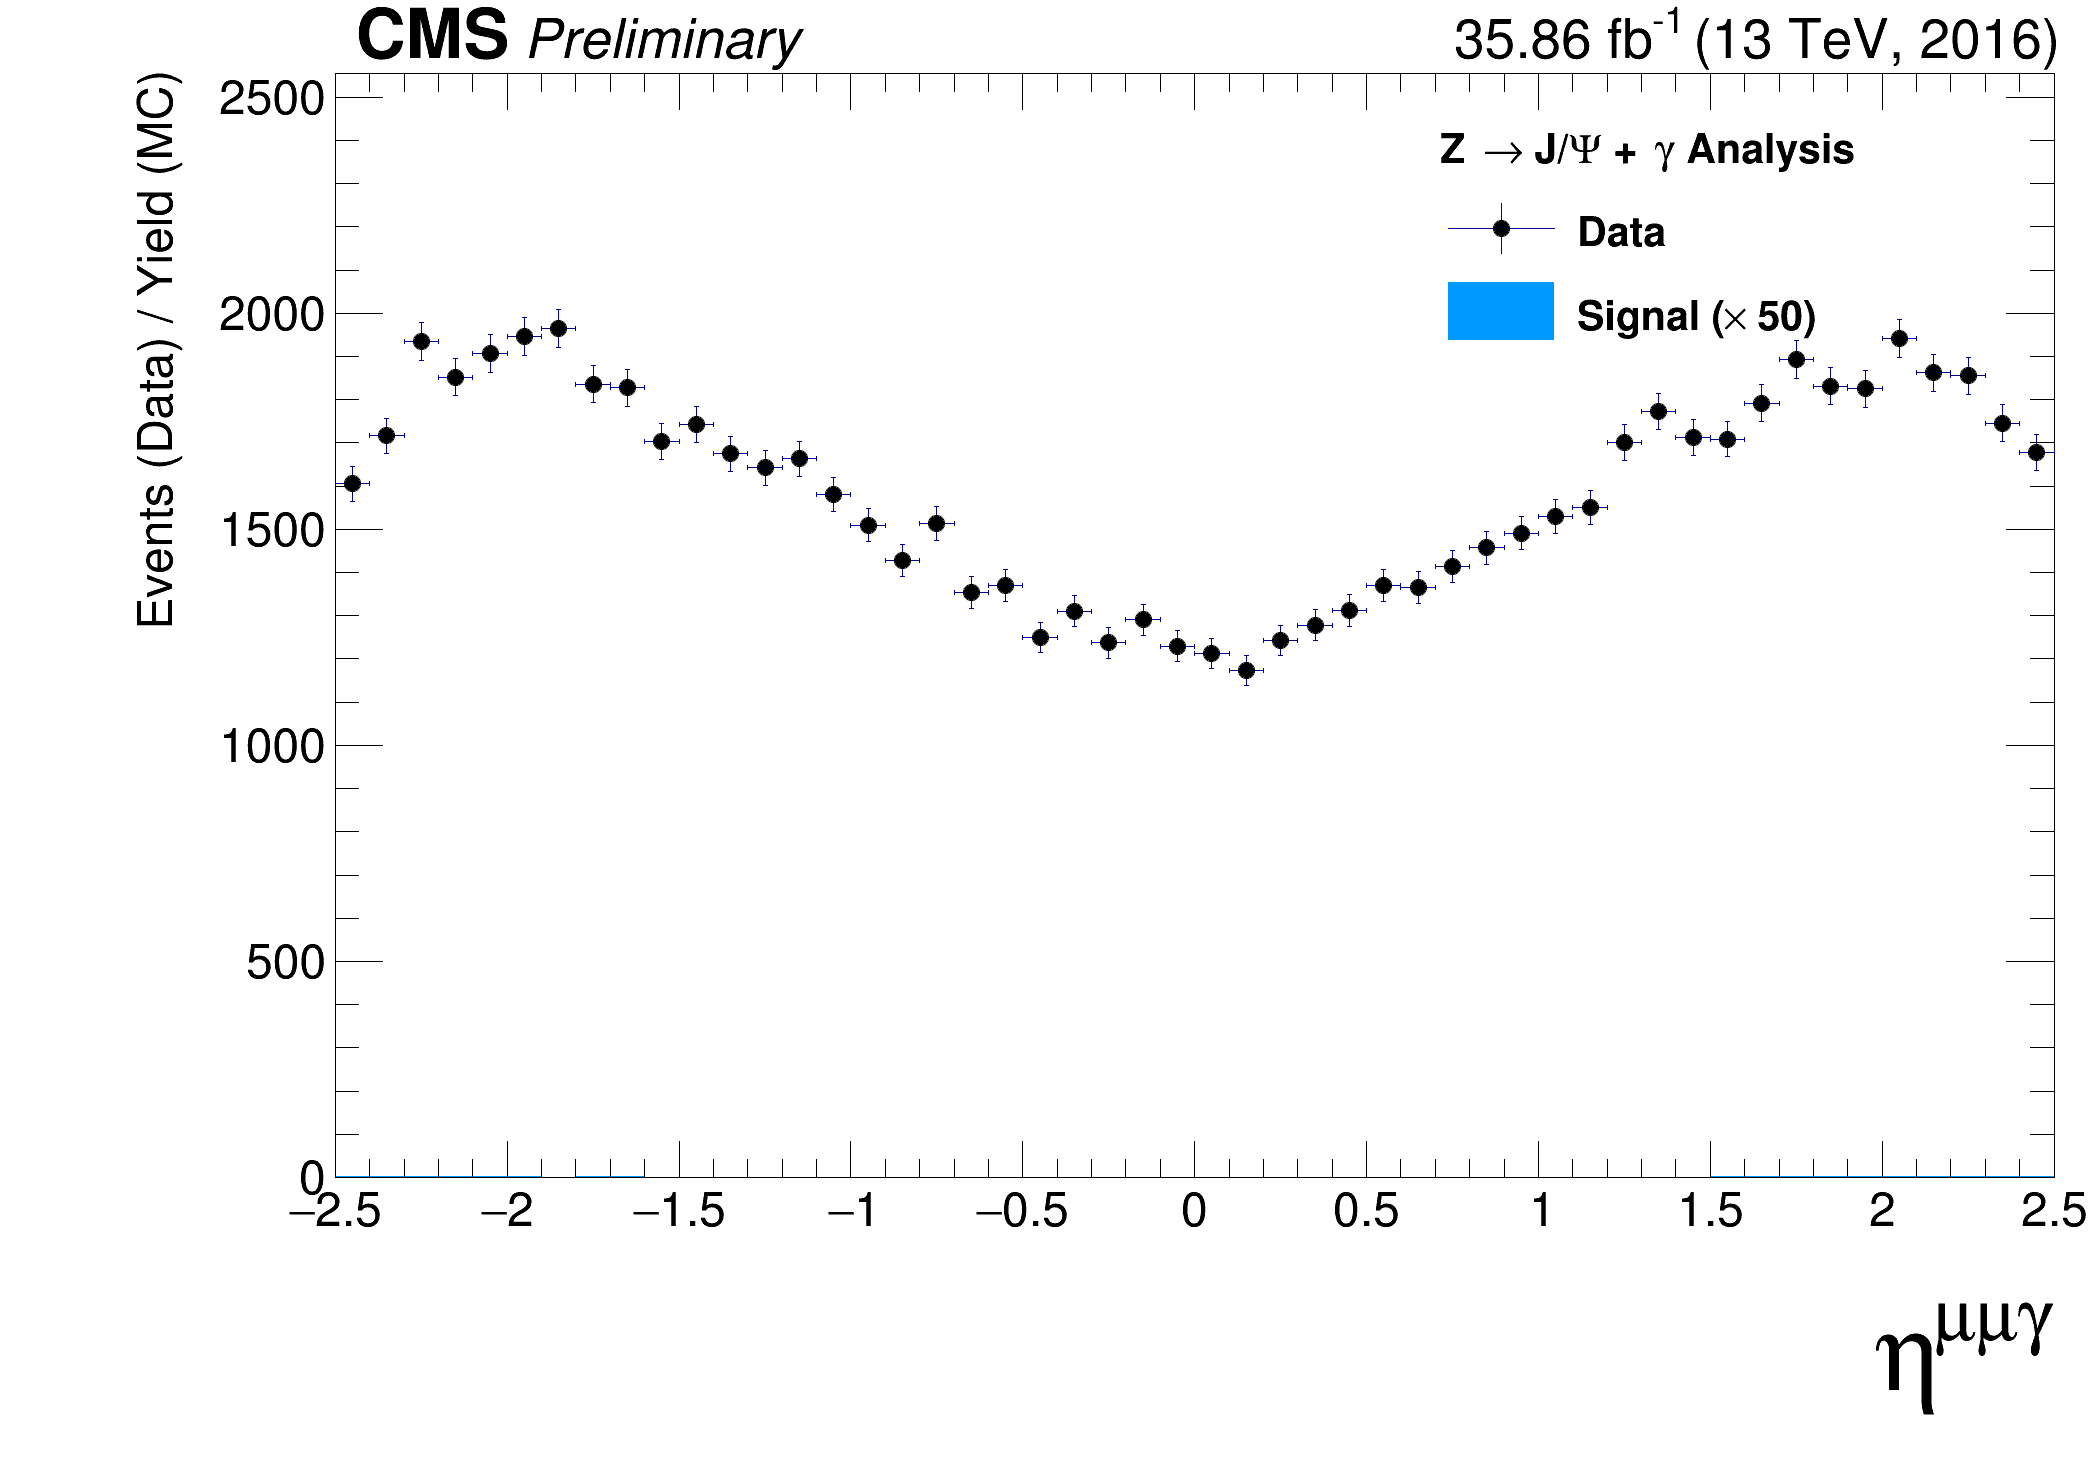 CMS Preliminary
35.86 fb⁻¹ (13 TeV, 2016)
Events (Data) / Yield (MC)
2500
2000
1500
1000
500
0
Z → J/Ψ + γ Analysis
Data
Signal (× 50)
−2.5 −2 −1.5 −1 −0.5 0 0.5 1 1.5 2 2.5
η^μμγ